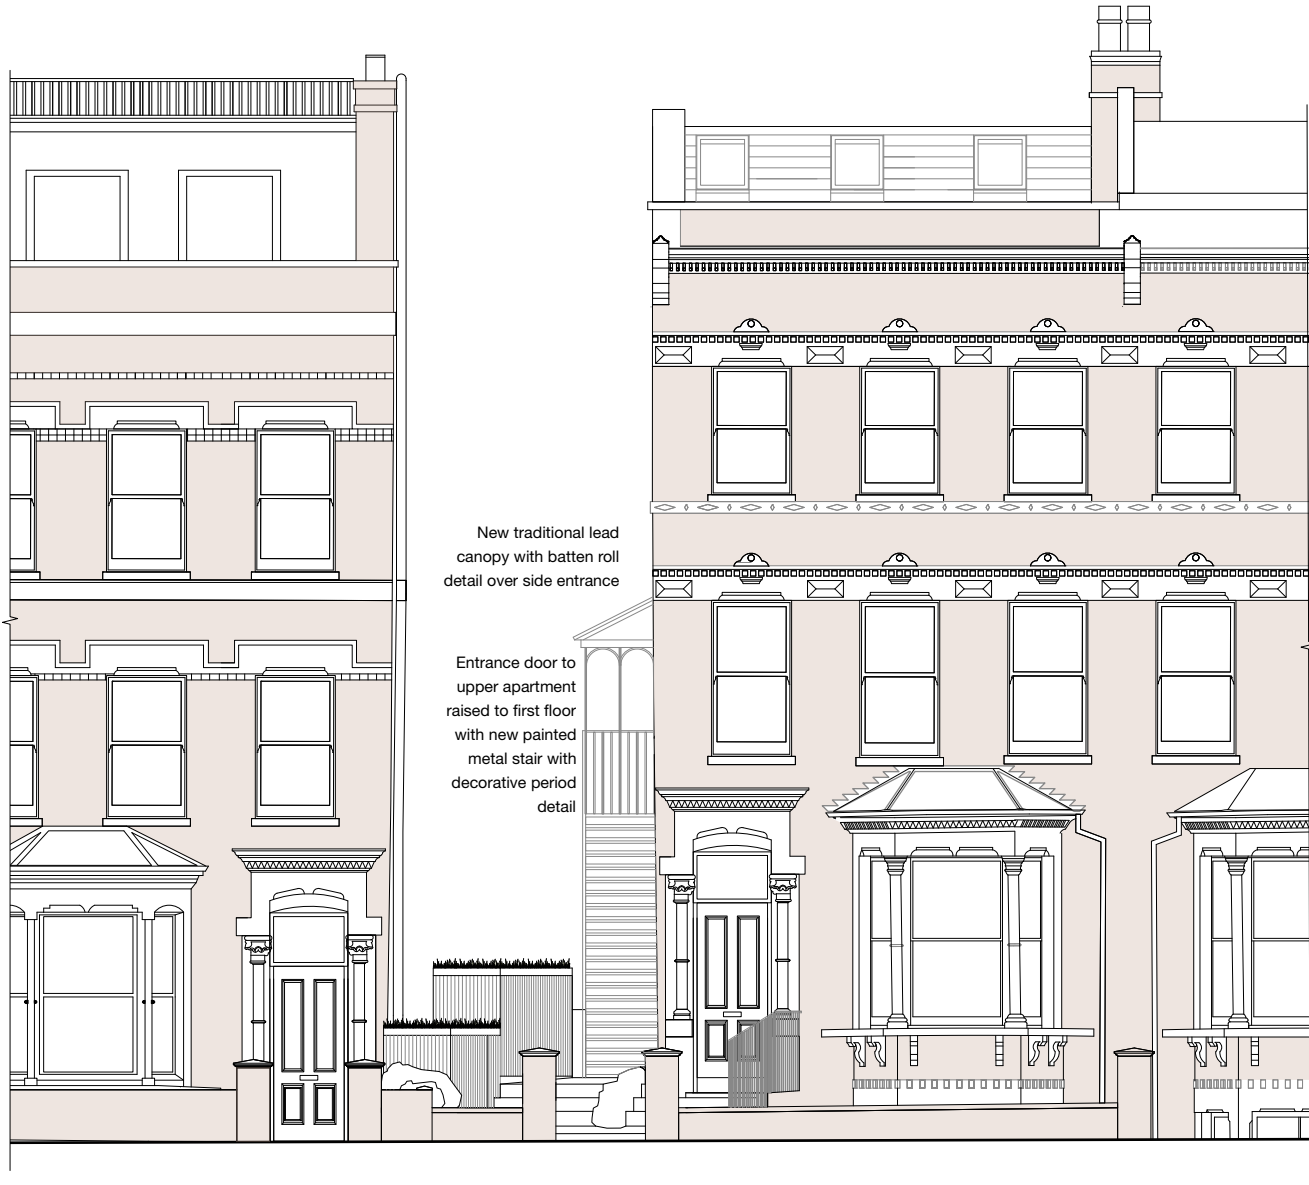 New traditional lead
canopy with batten roll
detail over side entrance
Entrance door to
upper apartment
raised to first floor
with new painted
metal stair with
decorative period
detail